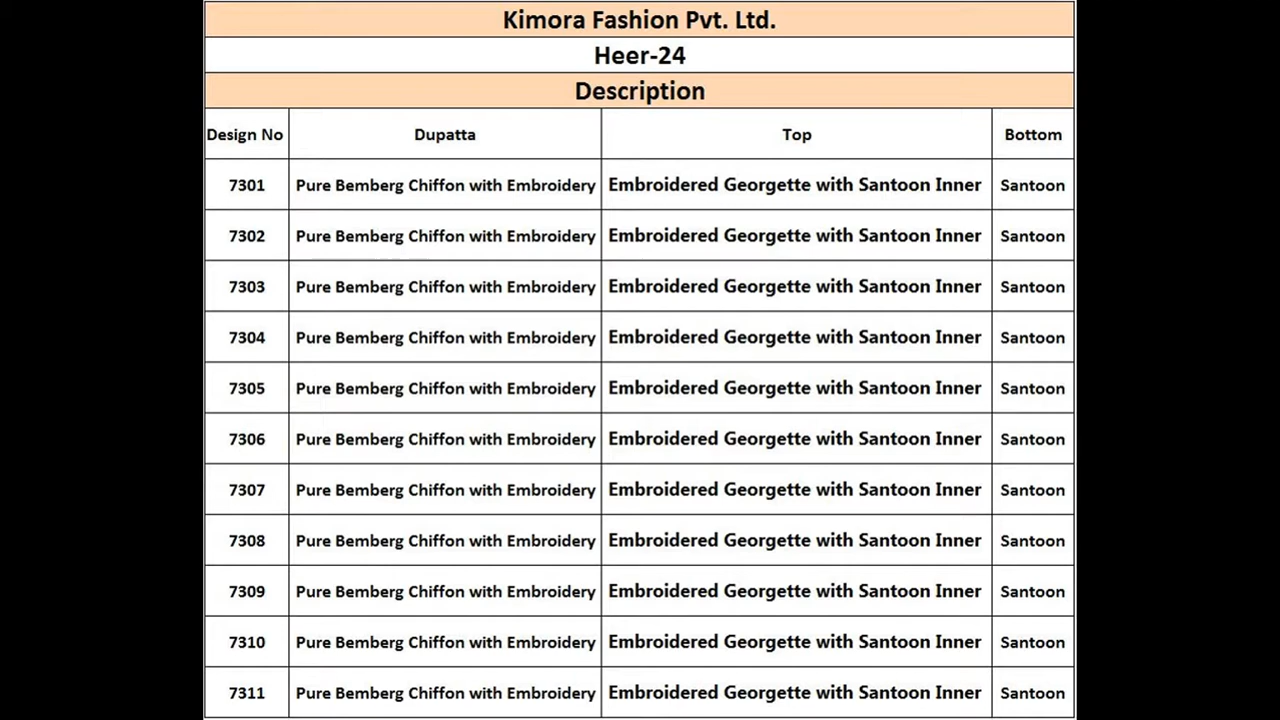 Kimora Fashion Pvt. Ltd.
Heer-24
Description
Design No Dupatta Top Bottom
7301 Pure Bemberg Chiffon with Embroidery Embroidered Georgette with Santoon Inner Santoon
7302 Pure Bemberg Chiffon with Embroidery Embroidered Georgette with Santoon Inner Santoon
7303 Pure Bemberg Chiffon with Embroidery Embroidered Georgette with Santoon Inner Santoon
7304 Pure Bemberg Chiffon with Embroidery Embroidered Georgette with Santoon Inner Santoon
7305 Pure Bemberg Chiffon with Embroidery Embroidered Georgette with Santoon Inner Santoon
7306 Pure Bemberg Chiffon with Embroidery Embroidered Georgette with Santoon Inner Santoon
7307 Pure Bemberg Chiffon with Embroidery Embroidered Georgette with Santoon Inner Santoon
7308 Pure Bemberg Chiffon with Embroidery Embroidered Georgette with Santoon Inner Santoon
7309 Pure Bemberg Chiffon with Embroidery Embroidered Georgette with Santoon Inner Santoon
7310 Pure Bemberg Chiffon with Embroidery Embroidered Georgette with Santoon Inner Santoon
7311 Pure Bemberg Chiffon with Embroidery Embroidered Georgette with Santoon Inner Santoon